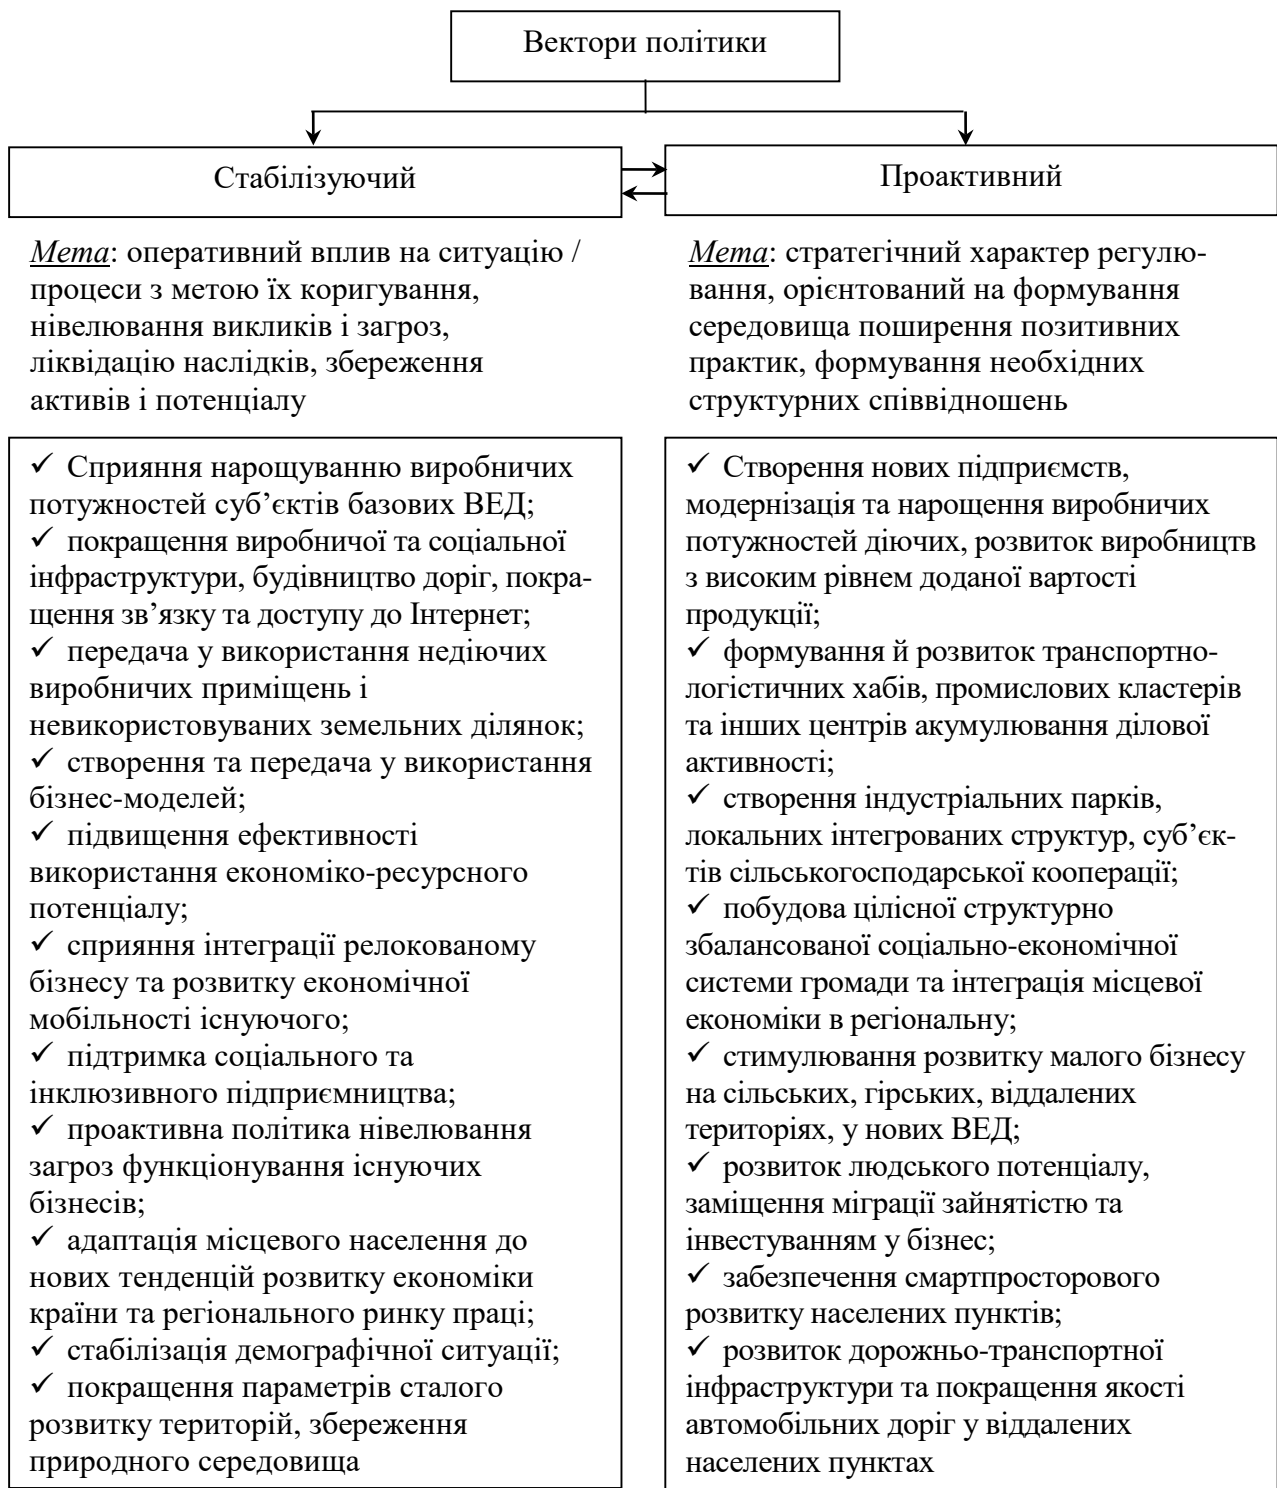 Вектори політики
Стабілізуючий
Проактивний
Мета: оперативний вплив на ситуацію /
процеси з метою їх коригування,
нівелювання викликів і загроз,
ліквідацію наслідків, збереження
активів і потенціалу
Мета: стратегічний характер регулю-
вання, орієнтований на формування
середовища поширення позитивних
практик, формування необхідних
структурних співвідношень
✓ Сприяння нарощуванню виробничих
потужностей суб’єктів базових ВЕД;
✓ покращення виробничої та соціальної
інфраструктури, будівництво доріг, покра-
щення зв’язку та доступу до Інтернет;
✓ передача у використання недіючих
виробничих приміщень і
невикористовуваних земельних ділянок;
✓ створення та передача у використання
бізнес-моделей;
✓ підвищення ефективності
використання економіко-ресурсного
потенціалу;
✓ сприяння інтеграції релокованому
бізнесу та розвитку економічної
мобільності існуючого;
✓ підтримка соціального та
інклюзивного підприємництва;
✓ проактивна політика нівелювання
загроз функціонування існуючих
бізнесів;
✓ адаптація місцевого населення до
нових тенденцій розвитку економіки
країни та регіонального ринку праці;
✓ стабілізація демографічної ситуації;
✓ покращення параметрів сталого
розвитку територій, збереження
природного середовища
✓ Створення нових підприємств,
модернізація та нарощення виробничих
потужностей діючих, розвиток виробництв
з високим рівнем доданої вартості
продукції;
✓ формування й розвиток транспортно-
логістичних хабів, промислових кластерів
та інших центрів акумулювання ділової
активності;
✓ створення індустріальних парків,
локальних інтегрованих структур, суб’єк-
тів сільськогосподарської кооперації;
✓ побудова цілісної структурно
збалансованої соціально-економічної
системи громади та інтеграція місцевої
економіки в регіональну;
✓ стимулювання розвитку малого бізнесу
на сільських, гірських, віддалених
територіях, у нових ВЕД;
✓ розвиток людського потенціалу,
заміщення міграції зайнятістю та
інвестуванням у бізнес;
✓ забезпечення смартпросторового
розвитку населених пунктів;
✓ розвиток дорожньо-транспортної
інфраструктури та покращення якості
автомобільних доріг у віддалених
населених пунктах